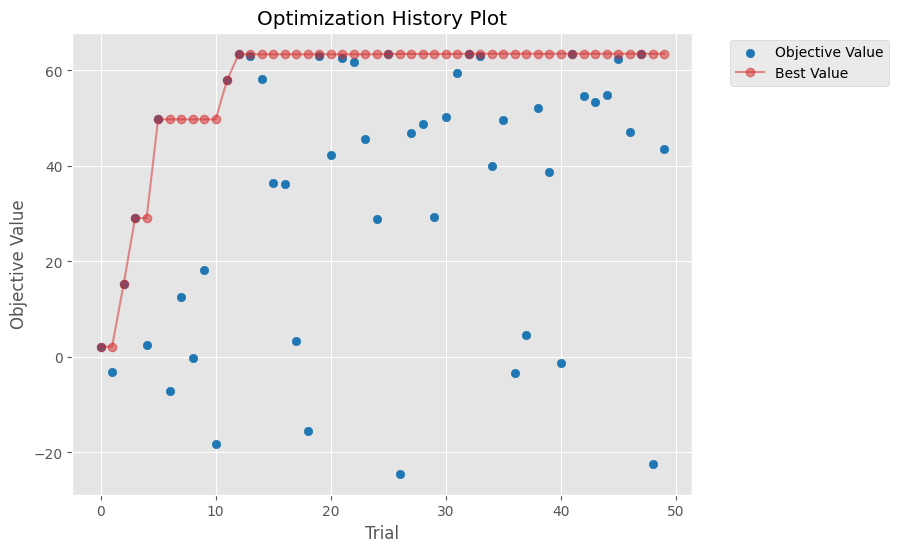 Optimization History Plot
Objective Value
Best Value
Objective Value
60
40
20
0
−20
0 10 20 30 40 50
Trial